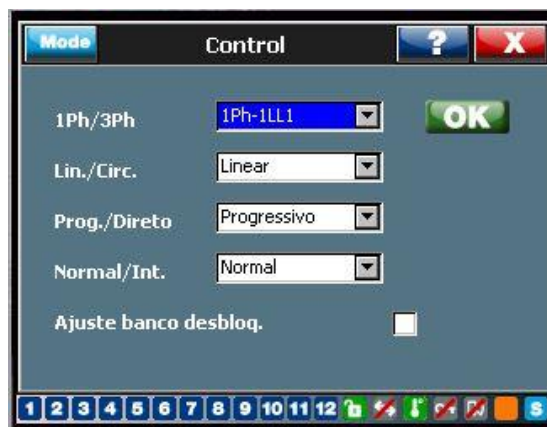 Mode Control ? X
1Ph/3Ph 1Ph-1LL1 OK
Lin./Circ. Linear
Prog./Direto Progressivo
Normal/Int. Normal
Ajuste banco desbloq.
1 2 3 4 5 6 7 8 9 10 11 12 S